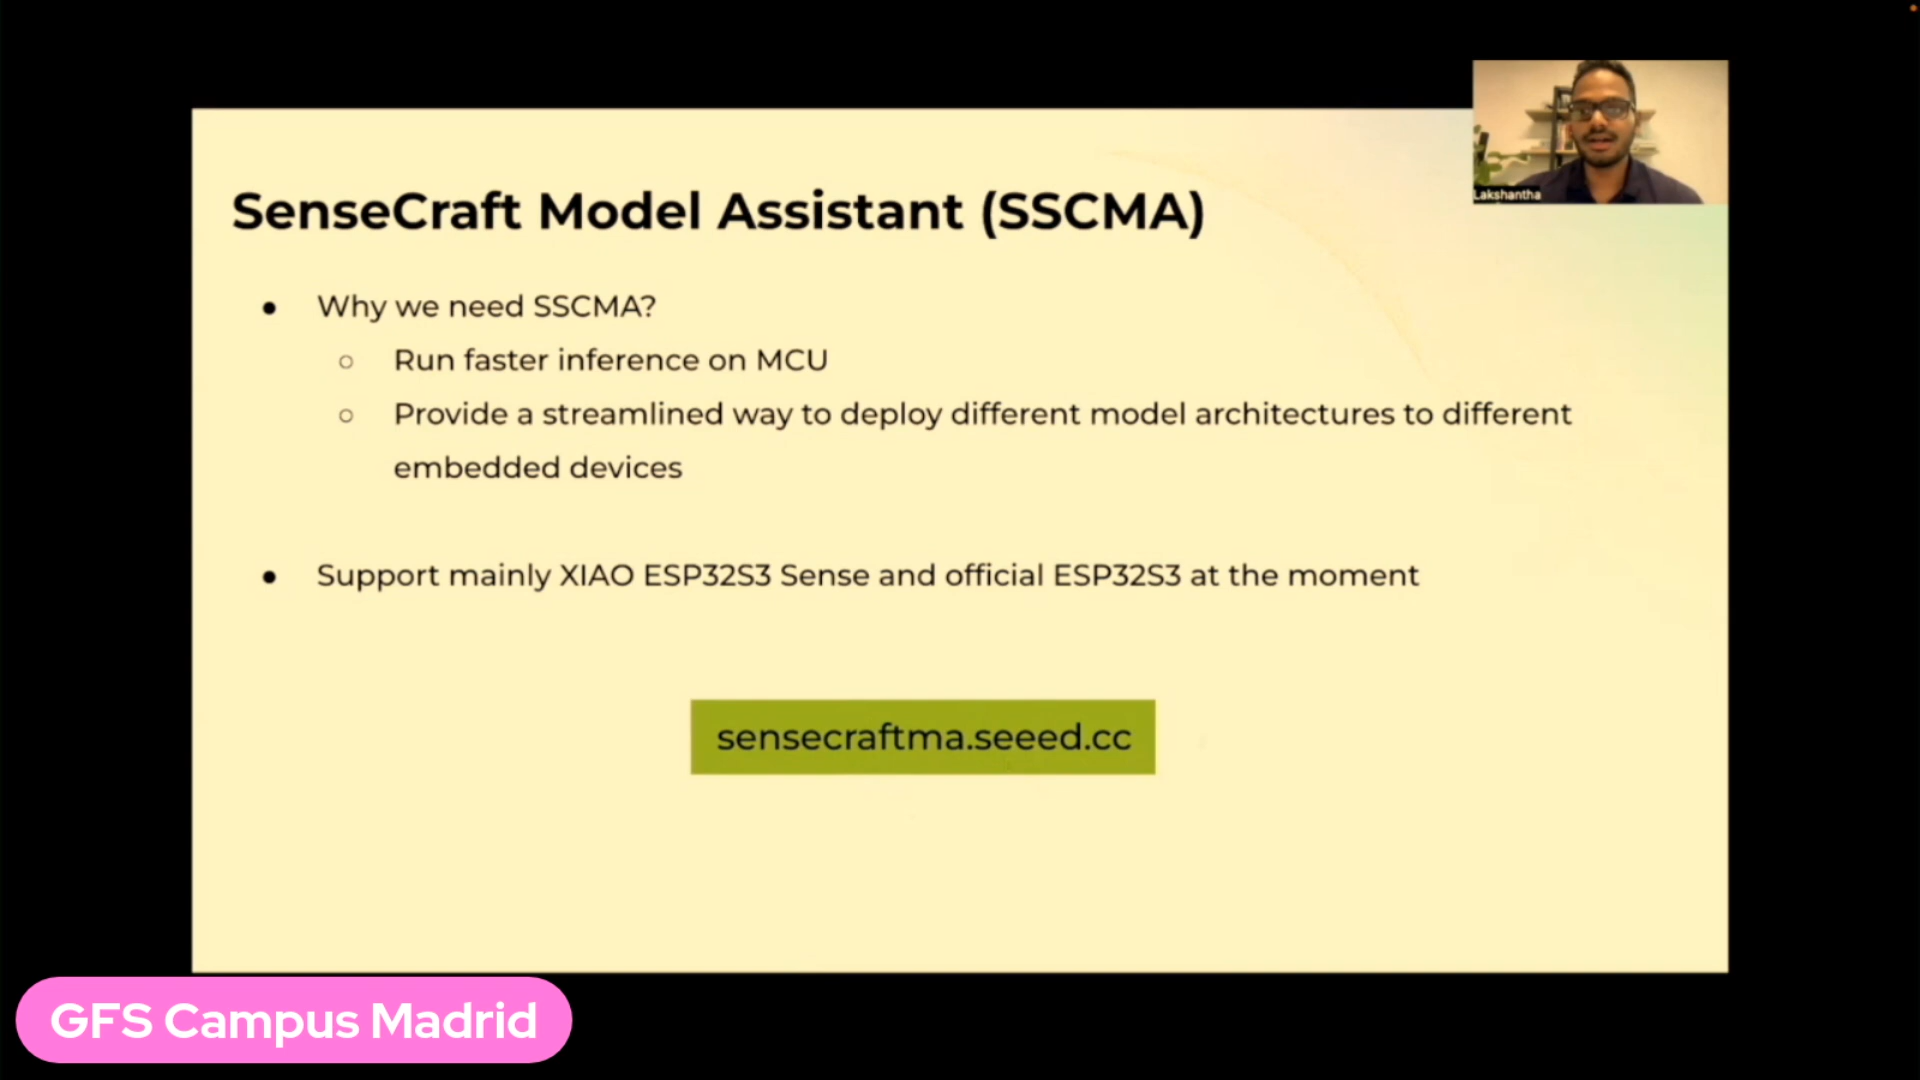 Lakshantha
SenseCraft Model Assistant (SSCMA)
● Why we need SSCMA?
○ Run faster inference on MCU
○ Provide a streamlined way to deploy different model architectures to different
embedded devices
● Support mainly XIAO ESP32S3 Sense and official ESP32S3 at the moment
sensecraftma.seeed.cc
GFS Campus Madrid